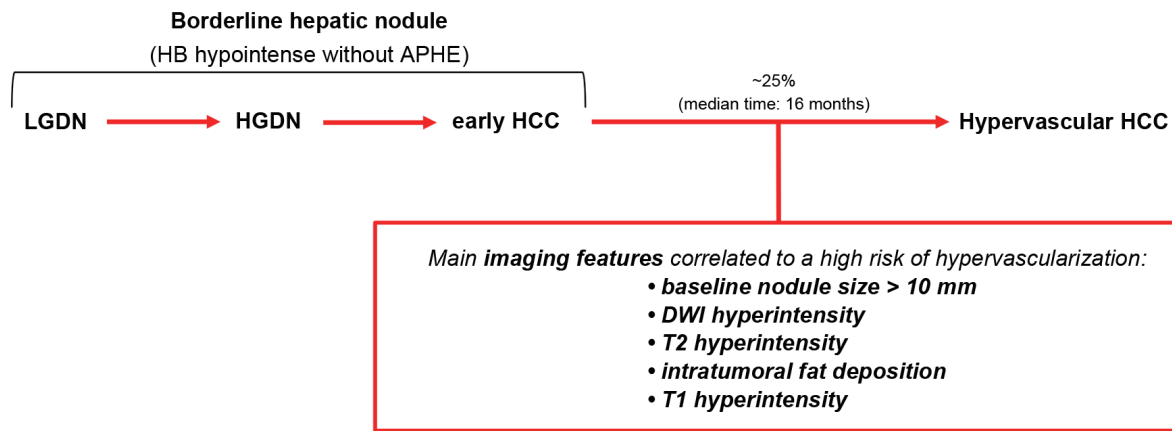 Borderline hepatic nodule
(HB hypointense without APHE)
~25%
(median time: 16 months)
LGDN
HGDN
early HCC
Hypervascular HCC
Main imaging features correlated to a high risk of hypervascularization:
• baseline nodule size > 10 mm
• DWI hyperintensity
• T2 hyperintensity
• intratumoral fat deposition
• T1 hyperintensity